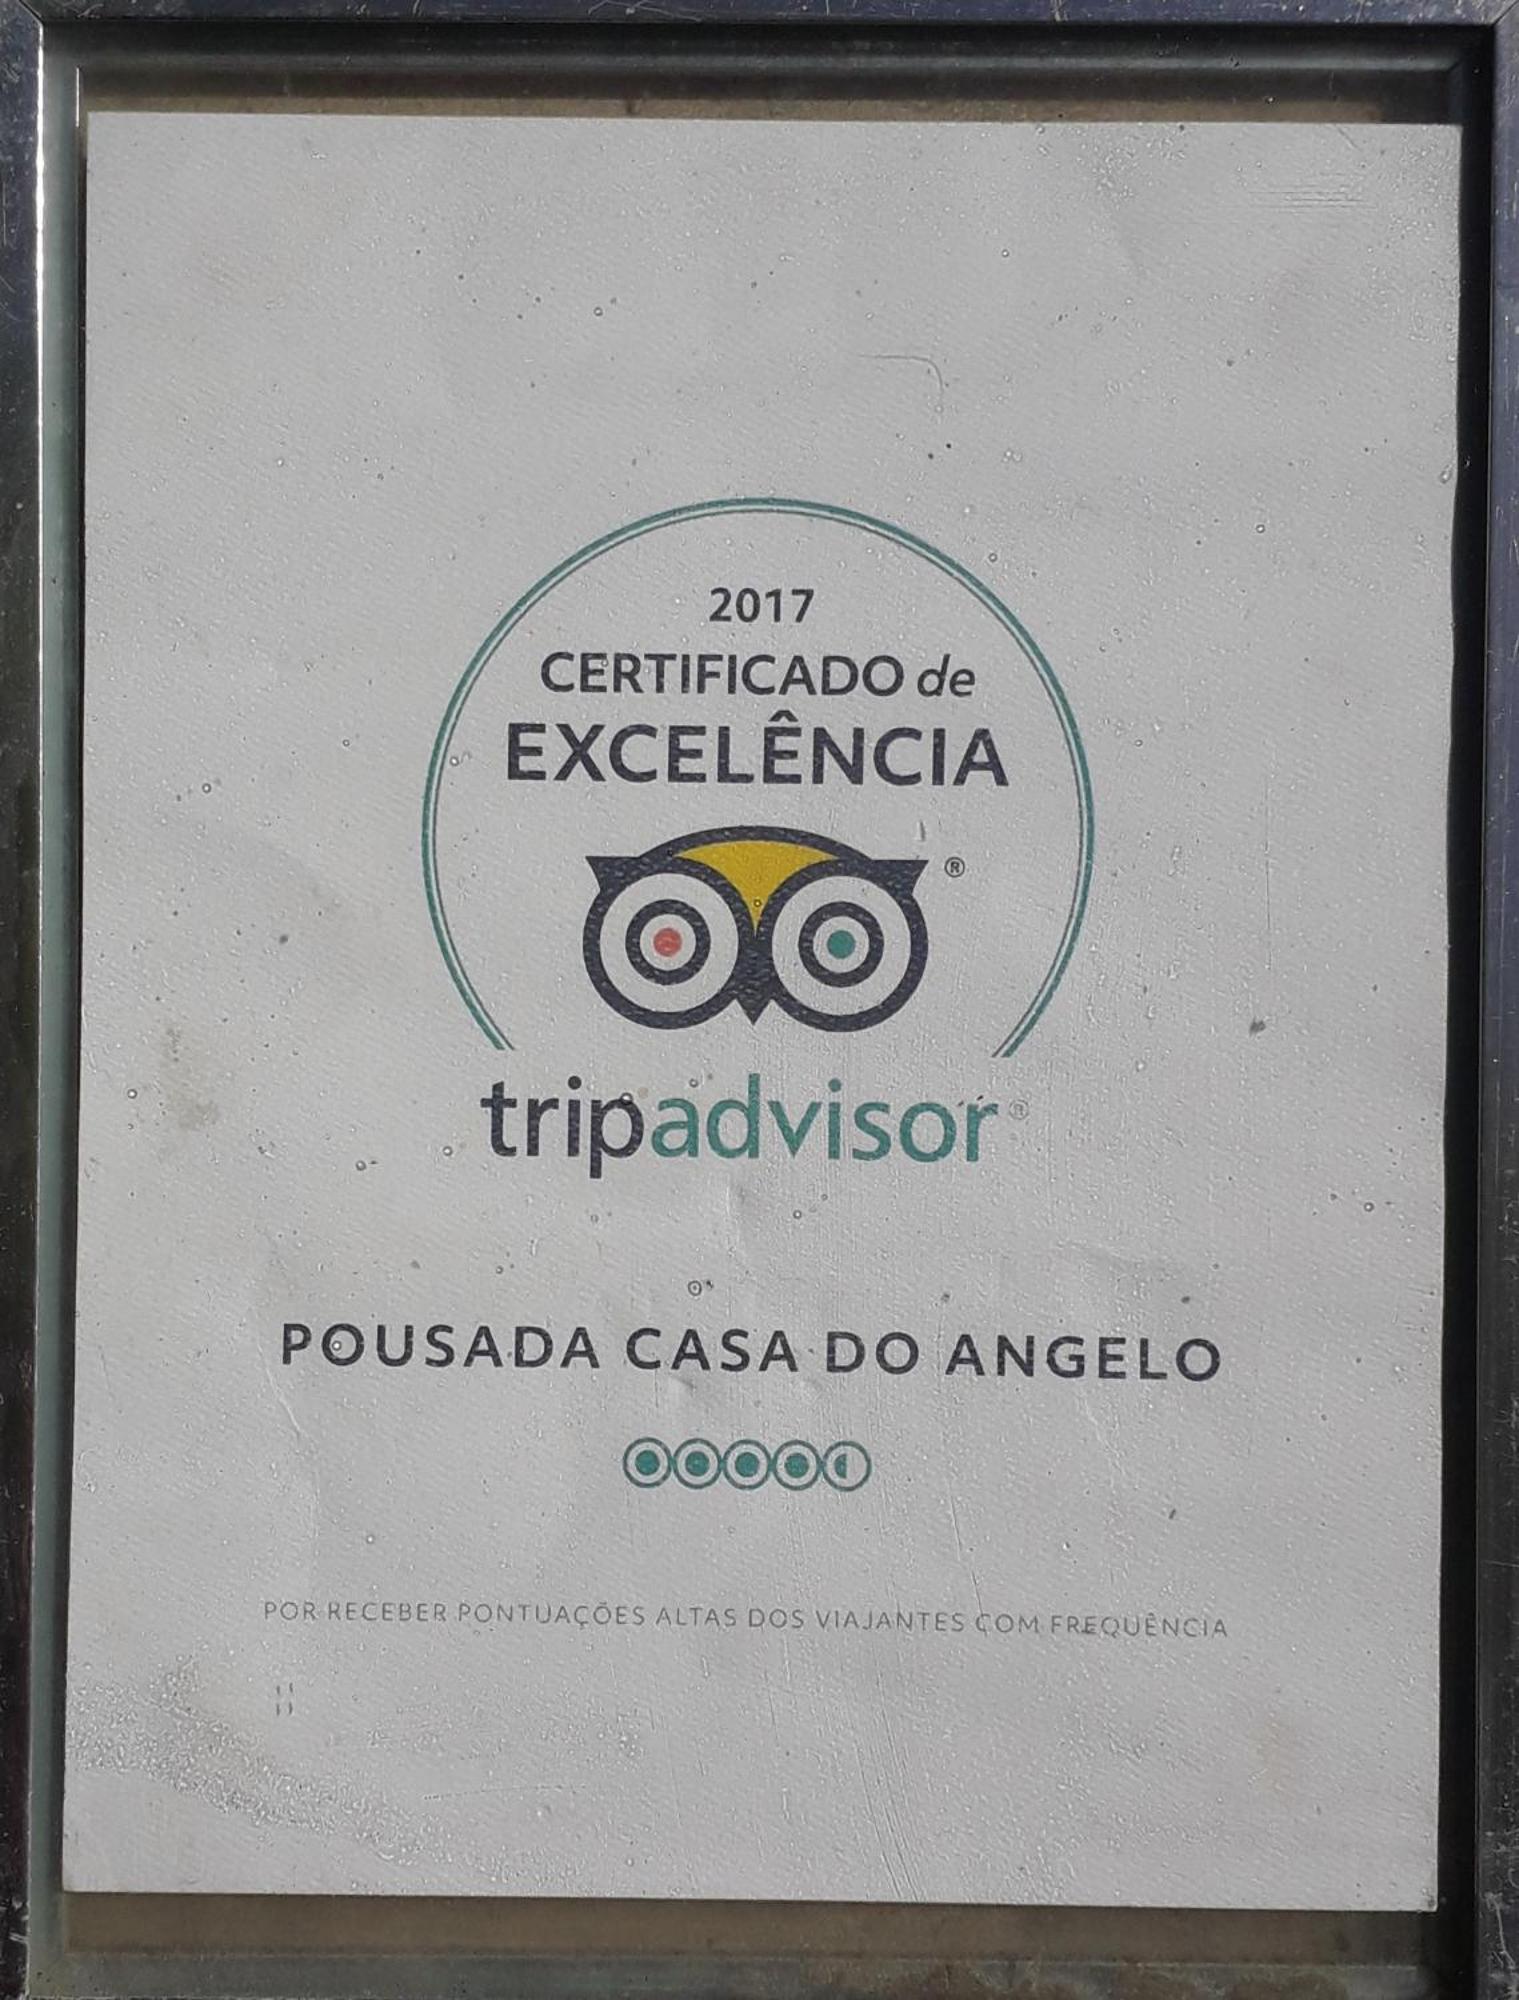 2017
CERTIFICADO de
EXCELÊNCIA
®
tripadvisor®
POUSADA CASA DO ANGELO
POR RECEBER PONTUAÇÕES ALTAS DOS VIAJANTES COM FREQUÊNCIA